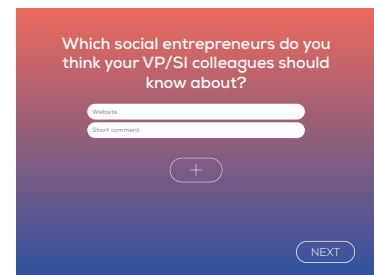 Which social entrepreneurs do you
think your VP/SI colleagues should
know about?
Website
Short comment:
+
NEXT